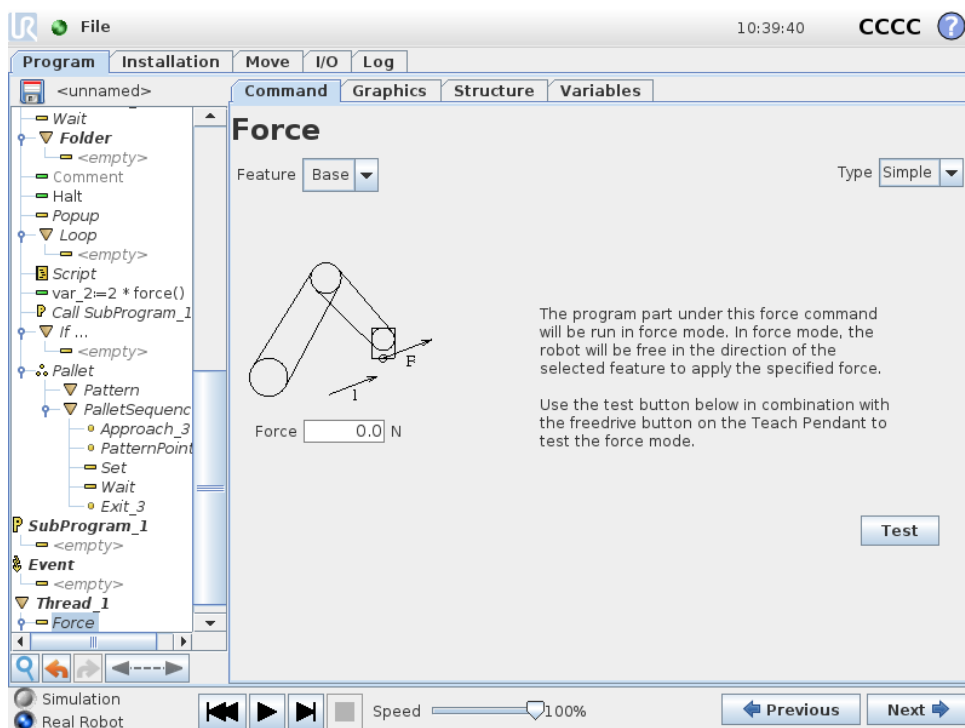 UR File 10:39:40 CCCC ?
Program Installation Move I/O Log
<unnamed>
Command Graphics Structure Variables
Wait
Folder
<empty>
Comment
Halt
Popup
Loop
<empty>
Script
var_2:=2 * force()
Call SubProgram_1
If ...
<empty>
Pallet
Pattern
PalletSequenc
Approach_3
PatternPoint
Set
Wait
Exit_3
P SubProgram_1
<empty>
Event
<empty>
Thread_1
Force
Force
Feature Base
Type Simple
F
1
Force 0.0 N
The program part under this force command
will be run in force mode. In force mode, the
robot will be free in the direction of the
selected feature to apply the specified force.
Use the test button below in combination with
the freedrive button on the Teach Pendant to
test the force mode.
Test
Simulation
Real Robot
Speed 100%
Previous Next